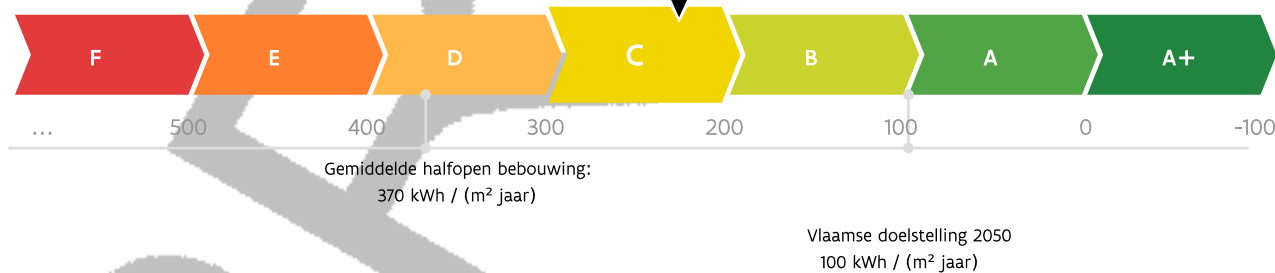 F E D C B A A+
... 500 400 300 200 100 0 -100
Gemiddelde halfopen bebouwing:
370 kWh / (m² jaar)
Vlaamse doelstelling 2050
100 kWh / (m² jaar)